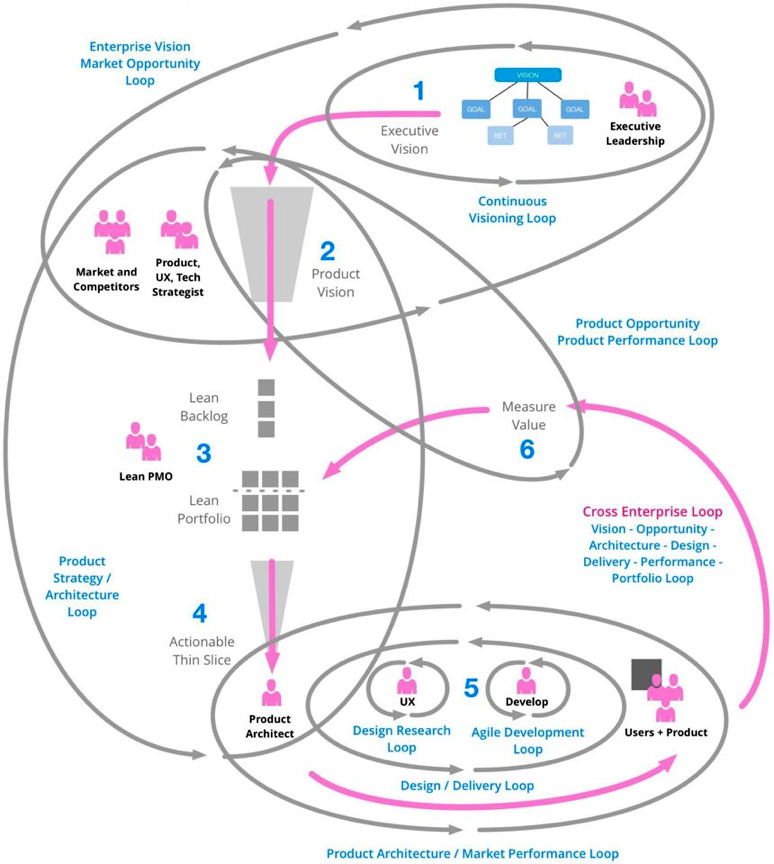 Enterprise Vision
Market Opportunity
Loop
1
Executive
Vision
VISION
GOAL
GOAL
GOAL
BET
BET
Executive
Leadership
Continuous
Visioning Loop
Market and
Competitors
Product,
UX, Tech
Strategist
2
Product
Vision
Product Opportunity
Product Performance Loop
Lean
Backlog
Measure
Value
6
Lean PMO
3
Lean
Portfolio
Cross Enterprise Loop
Vision - Opportunity -
Architecture - Design -
Delivery - Performance -
Portfolio Loop
Product
Strategy /
Architecture
Loop
4
Actionable
Thin Slice
Product
Architect
UX
5
Develop
Design Research
Loop
Agile Development
Loop
Users + Product
Design / Delivery Loop
Product Architecture / Market Performance Loop